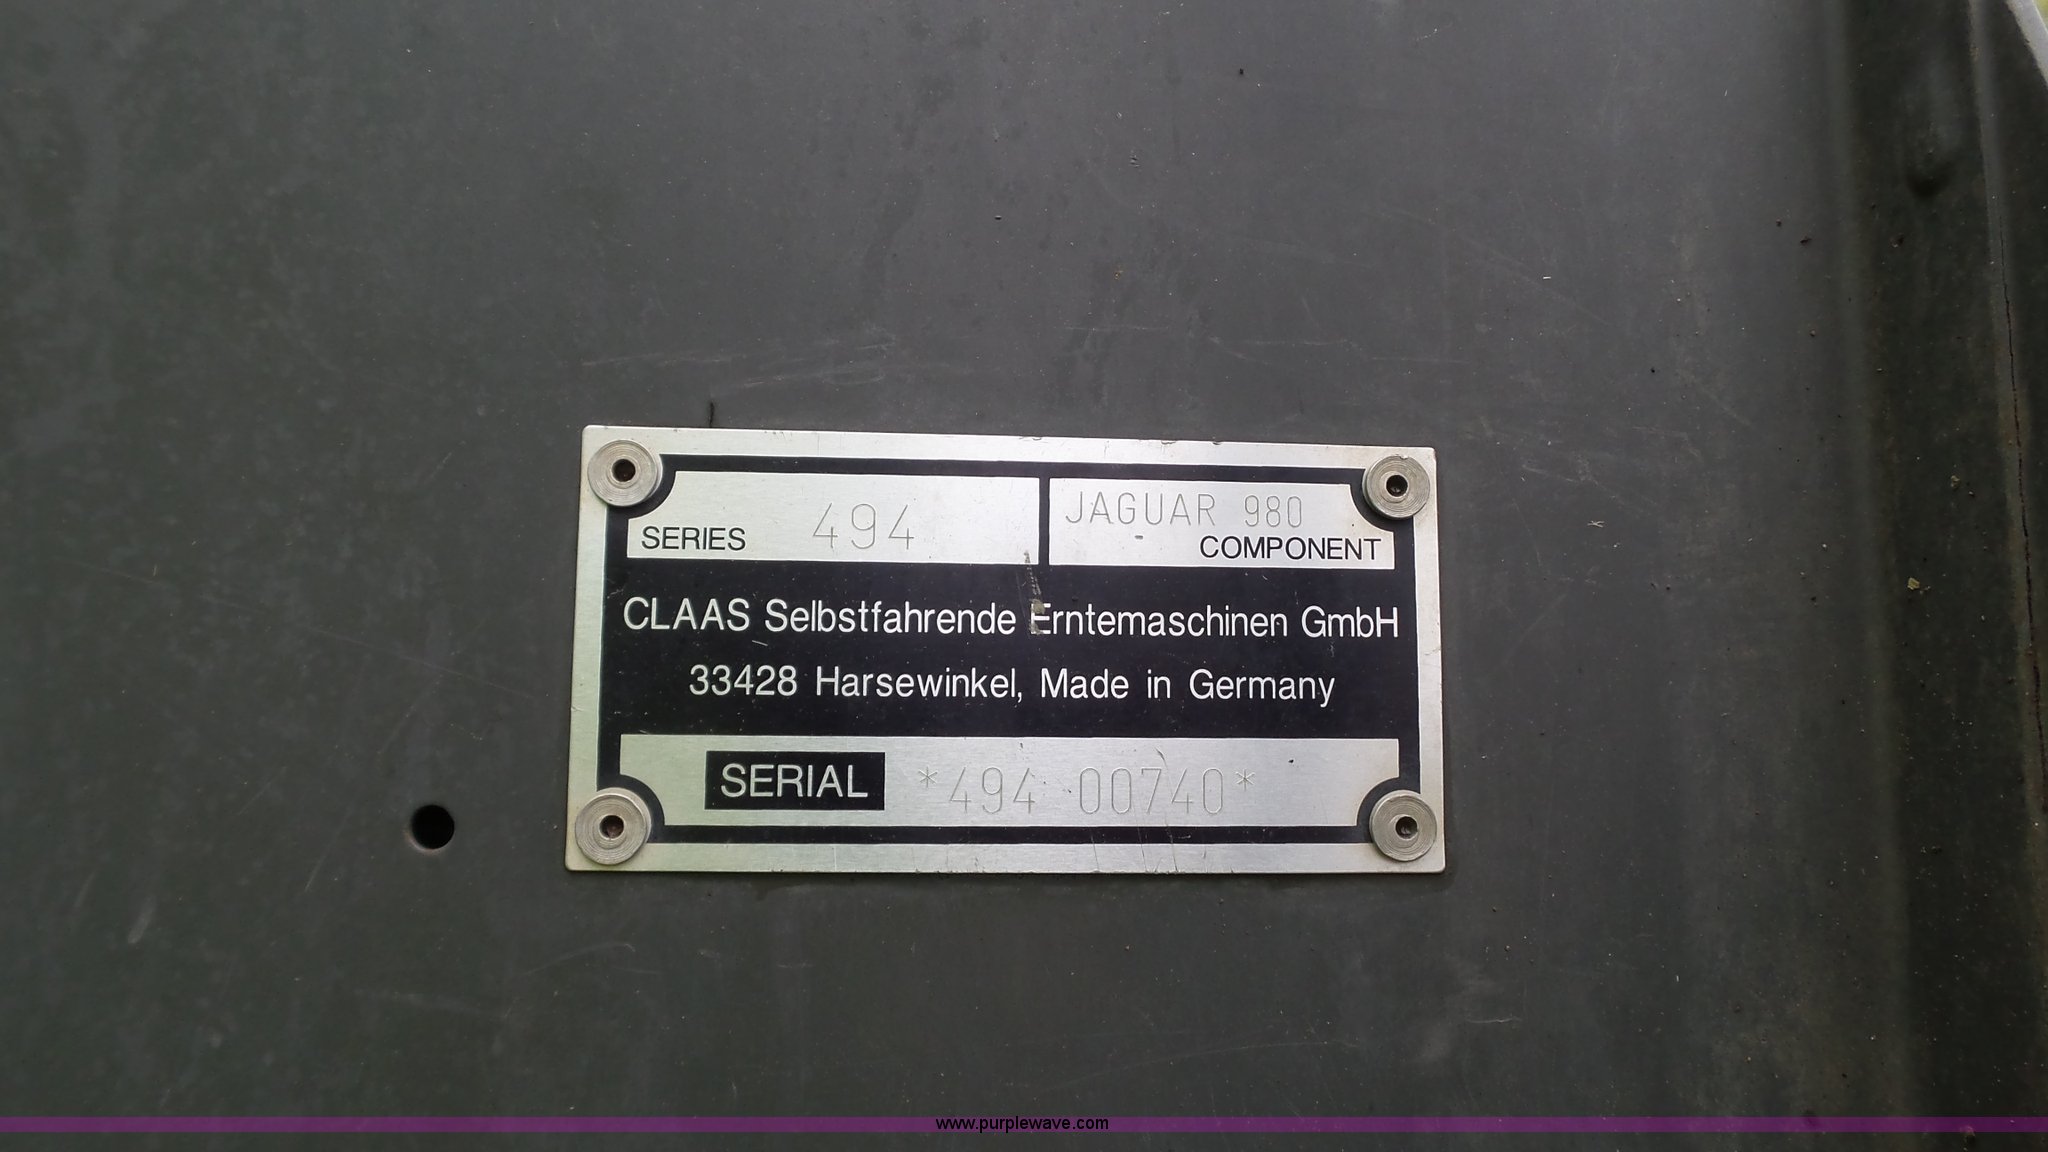 SERIES 494
JAGUAR 980
COMPONENT
CLAAS Selbstfahrende Erntemaschinen GmbH
33428 Harsewinkel, Made in Germany
SERIAL *494 00740*
www.purplewave.com